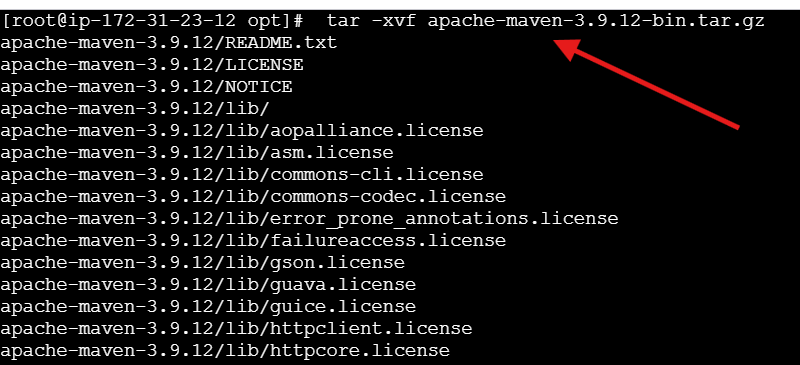 [root@ip-172-31-23-12 opt]#  tar -xvf apache-maven-3.9.12-bin.tar.gz
apache-maven-3.9.12/README.txt
apache-maven-3.9.12/LICENSE
apache-maven-3.9.12/NOTICE
apache-maven-3.9.12/lib/
apache-maven-3.9.12/lib/aopalliance.license
apache-maven-3.9.12/lib/asm.license
apache-maven-3.9.12/lib/commons-cli.license
apache-maven-3.9.12/lib/commons-codec.license
apache-maven-3.9.12/lib/error_prone_annotations.license
apache-maven-3.9.12/lib/failureaccess.license
apache-maven-3.9.12/lib/gson.license
apache-maven-3.9.12/lib/guava.license
apache-maven-3.9.12/lib/guice.license
apache-maven-3.9.12/lib/httpclient.license
apache-maven-3.9.12/lib/httpcore.license